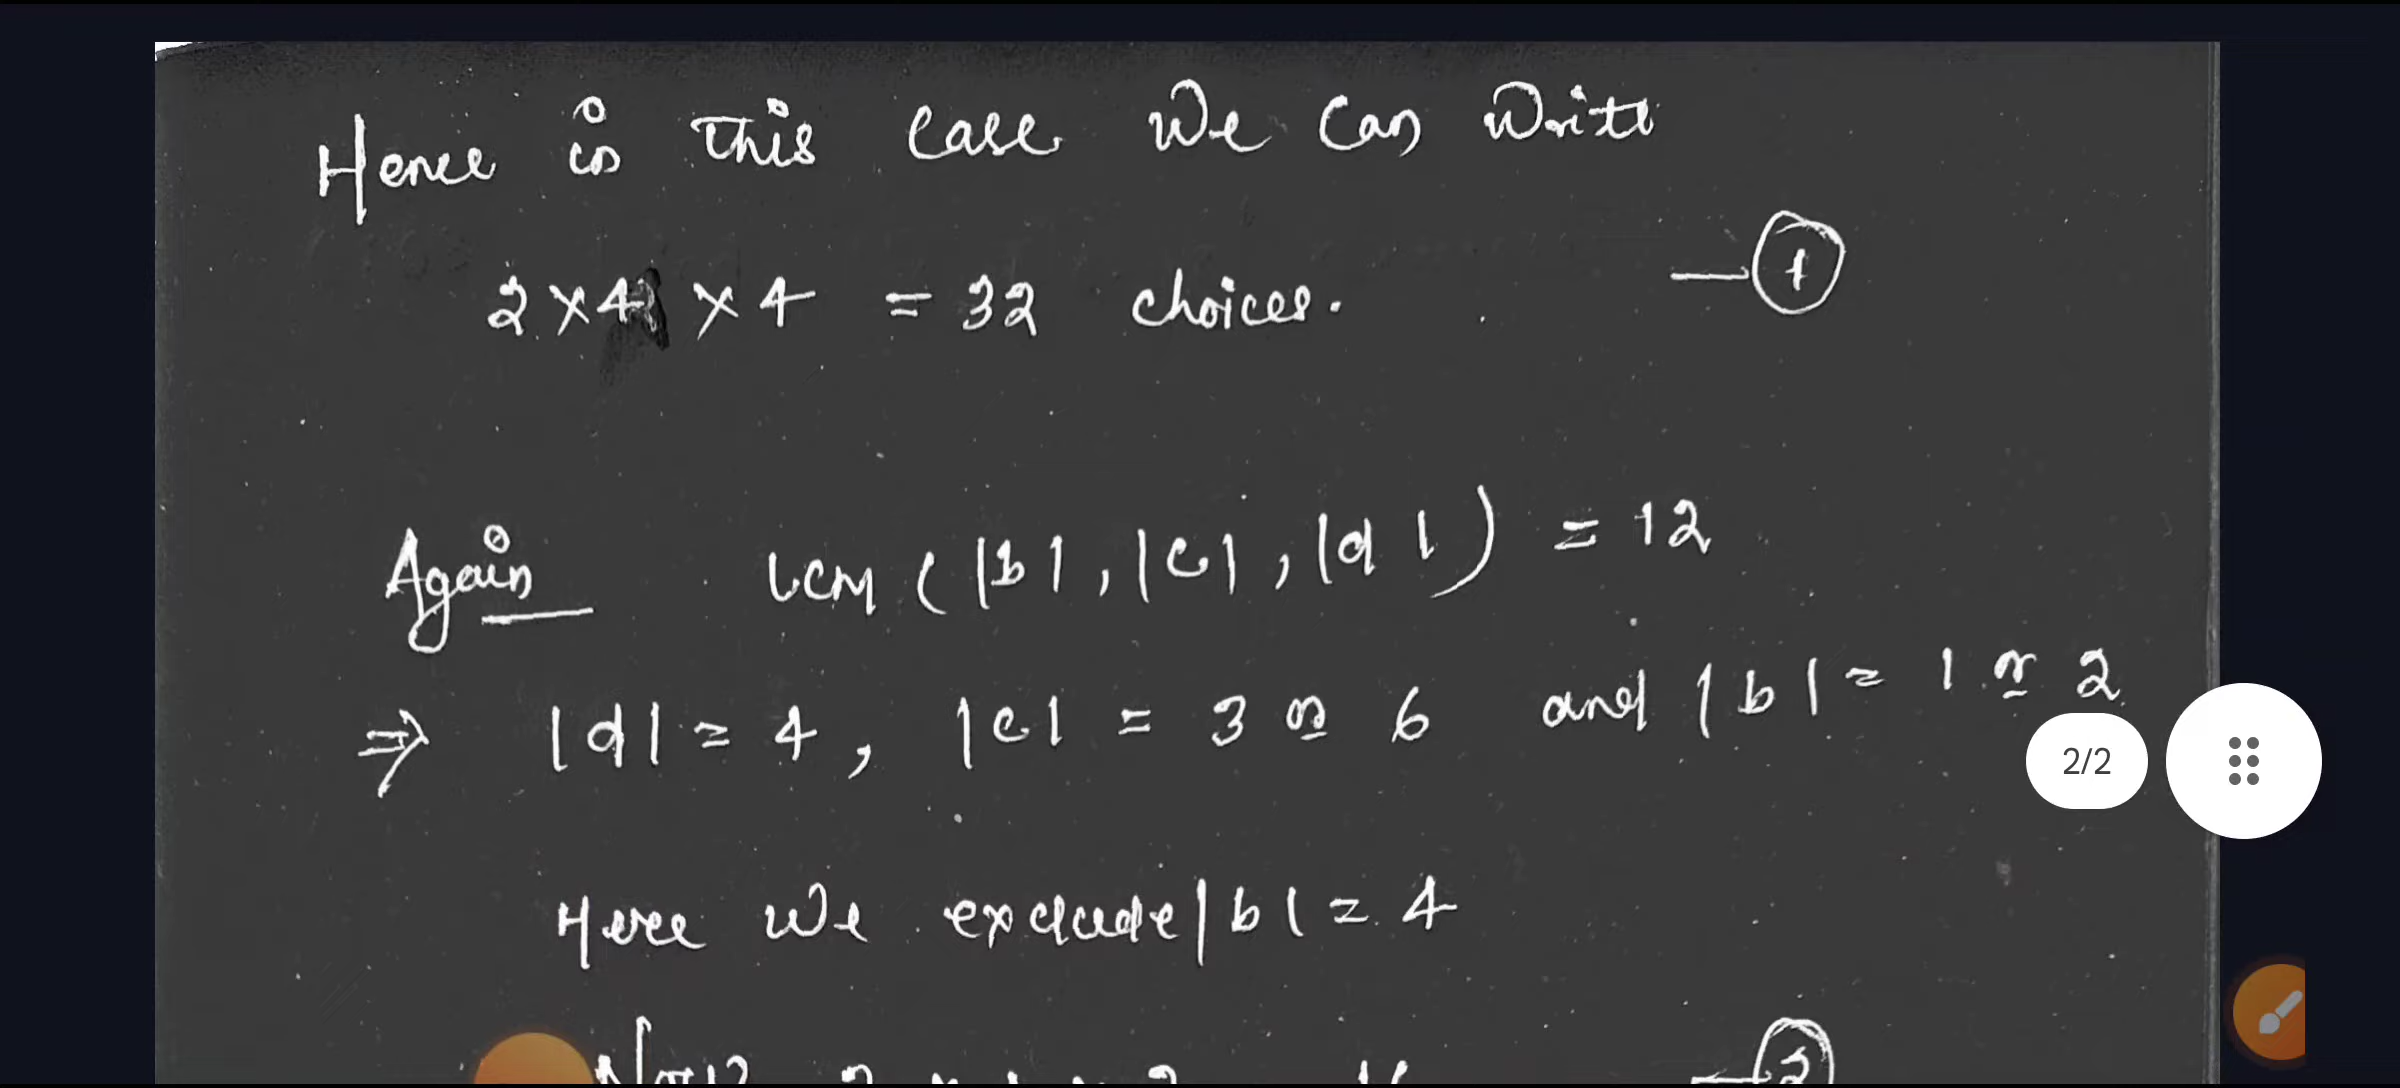 Hence in this case we can write
2 × 4 × 4 = 32 choices. —①
Again LCM (|b|, |c|, |d|) = 12
⇒ |d| = 4, |c| = 3 or 6 and |b| = 1 or 2
2/2
Here we exclude |b| = 4